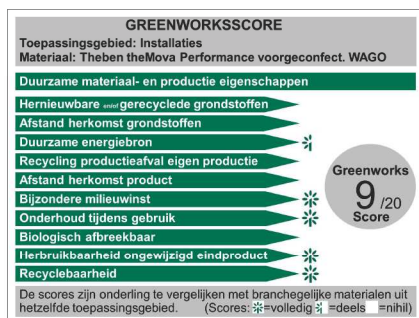 GREENWORKSSCORE
Toepassingsgebied: Installaties
Materiaal: Theben theMova Performance voorgeconfect. WAGO
Duurzame materiaal- en productie eigenschappen
Hernieuwbare en/of gerecyclede grondstoffen
Afstand herkomst grondstoffen
Duurzame energiebron
Recycling productieafval eigen productie
Afstand herkomst product
Bijzondere milieuwinst
Onderhoud tijdens gebruik
Biologisch afbreekbaar
Herbruikbaarheid ongewijzigd eindproduct
Recyclebaarheid
Greenworks
9 /20
Score
De scores zijn onderling te vergelijken met branchegelijke materialen uit
hetzelfde toepassingsgebied. (Scores: =volledig =deels =nihil)